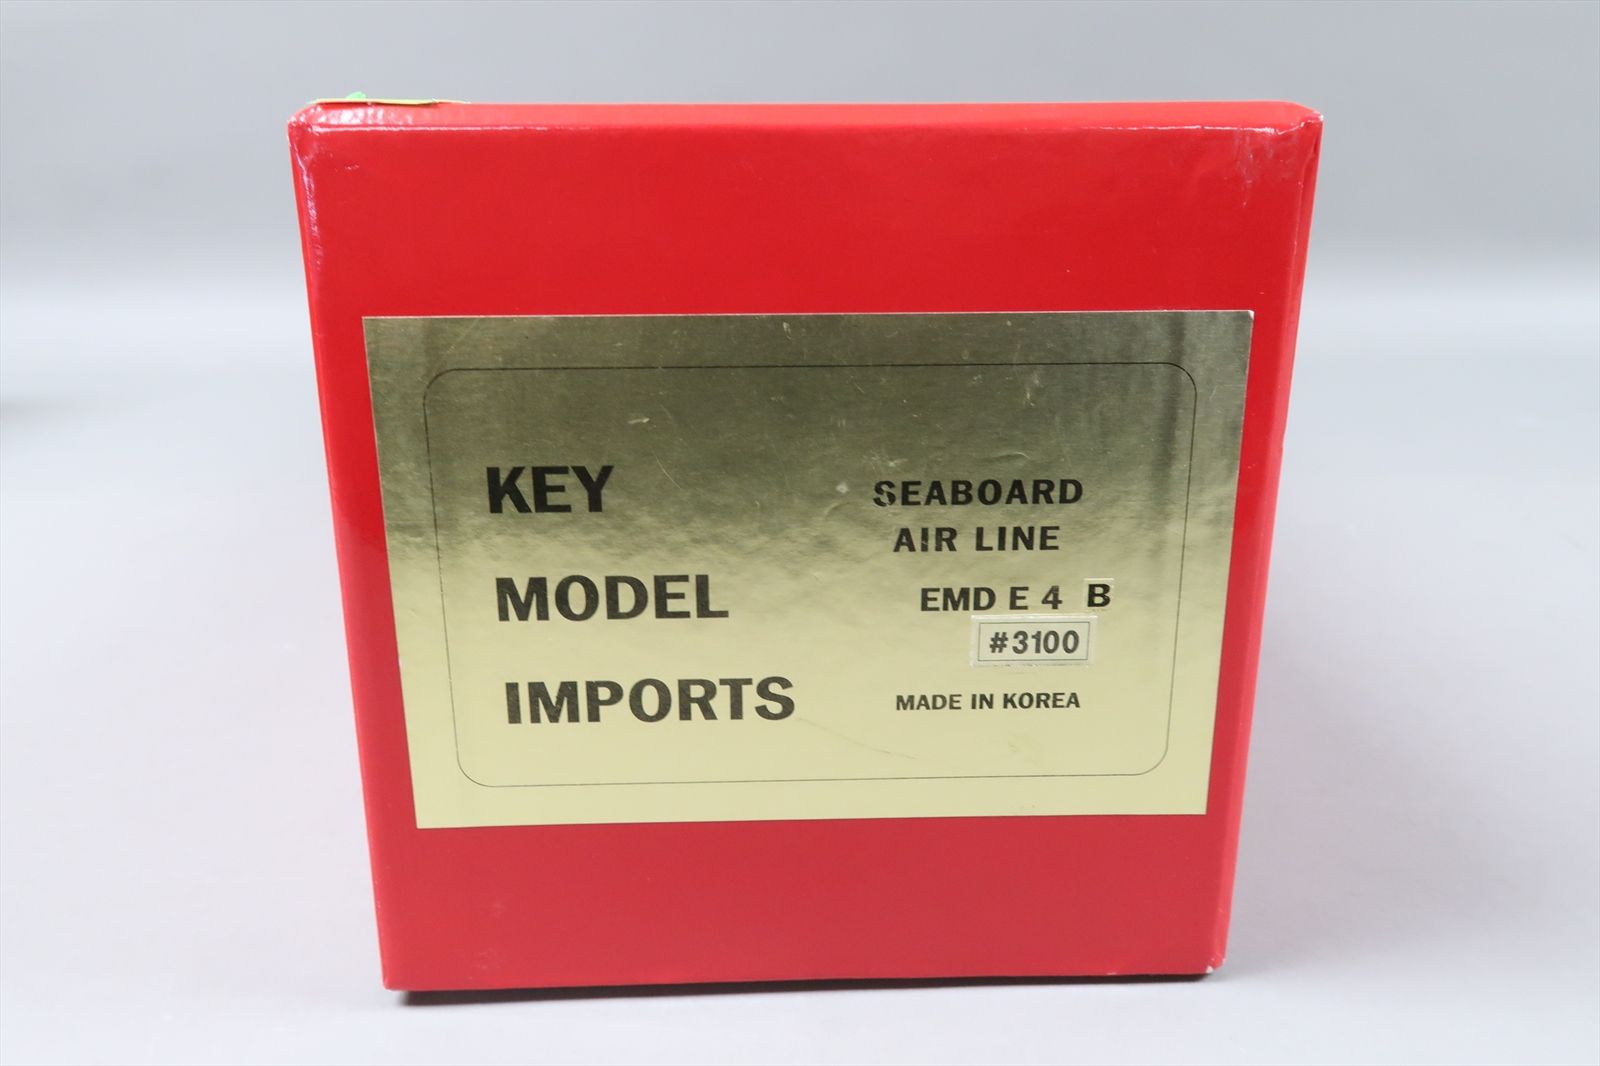 KEY
MODEL
IMPORTS
SEABOARD
AIR LINE
EMD E 4 B
#3100
MADE IN KOREA